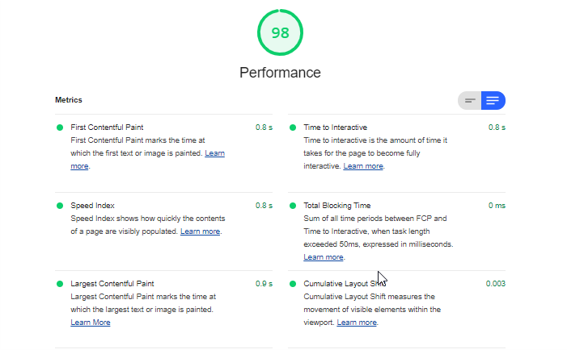 98
Performance
Metrics
First Contentful Paint 0.8 s
First Contentful Paint marks the time at
which the first text or image is painted. Learn
more.
Time to Interactive 0.8 s
Time to interactive is the amount of time it
takes for the page to become fully
interactive. Learn more.
Speed Index 0.8 s
Speed Index shows how quickly the contents
of a page are visibly populated. Learn more.
Total Blocking Time 0 ms
Sum of all time periods between FCP and
Time to Interactive, when task length
exceeded 50ms, expressed in milliseconds.
Learn more.
Largest Contentful Paint 0.9 s
Largest Contentful Paint marks the time at
which the largest text or image is painted.
Learn More
Cumulative Layout Shift 0.003
Cumulative Layout Shift measures the
movement of visible elements within the
viewport. Learn more.